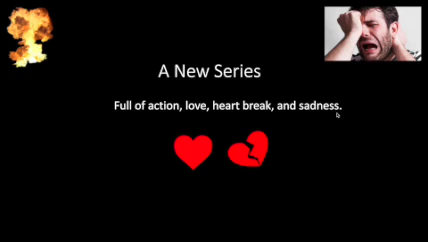 A New Series
Full of action, love, heart break, and sadness.